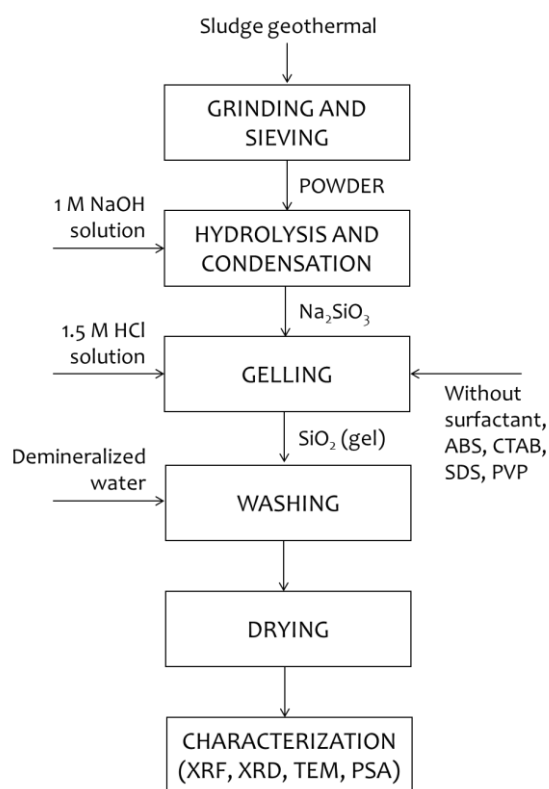 Sludge geothermal
GRINDING AND
SIEVING
POWDER
1 M NaOH
solution
HYDROLYSIS AND
CONDENSATION
Na₂SiO₃
1.5 M HCl
solution
GELLING
Without
surfactant,
ABS, CTAB,
SDS, PVP
SiO₂ (gel)
Demineralized
water
WASHING
DRYING
CHARACTERIZATION
(XRF, XRD, TEM, PSA)